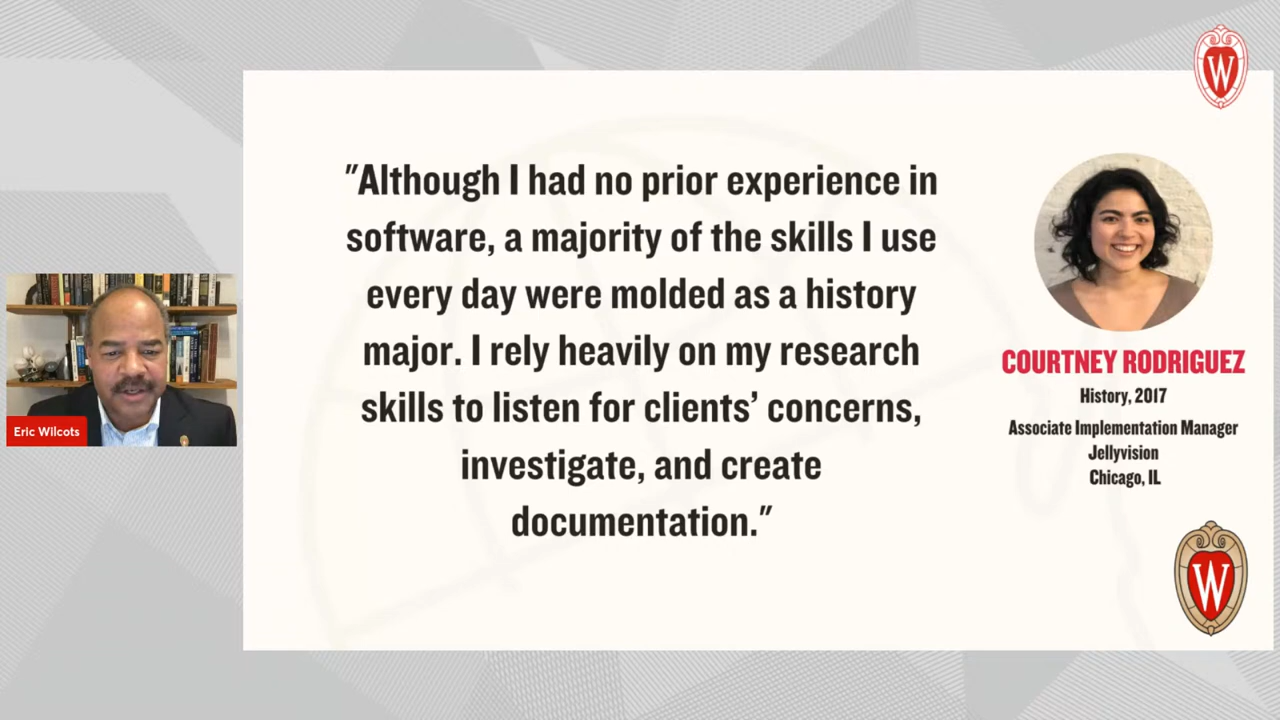 W
"Although I had no prior experience in
software, a majority of the skills I use
every day were molded as a history
major. I rely heavily on my research
skills to listen for clients’ concerns,
investigate, and create
documentation."
COURTNEY RODRIGUEZ
History, 2017
Associate Implementation Manager
Jellyvision
Chicago, IL
Eric Wilcots
W